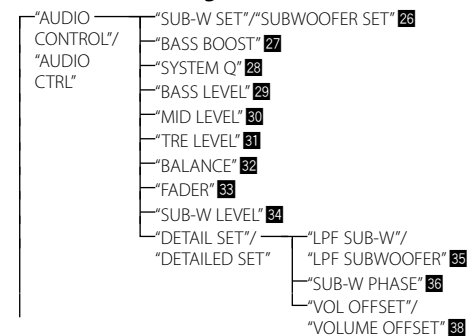 "AUDIO
CONTROL"/
"AUDIO
CTRL"
"SUB-W SET"/"SUBWOOFER SET" 26
"BASS BOOST" 27
"SYSTEM Q" 28
"BASS LEVEL" 29
"MID LEVEL" 30
"TRE LEVEL" 31
"BALANCE" 32
"FADER" 33
"SUB-W LEVEL" 34
"DETAIL SET"/
"DETAILED SET"
"LPF SUB-W"/
"LPF SUBWOOFER" 35
"SUB-W PHASE" 36
"VOL OFFSET"/
"VOLUME OFFSET" 38